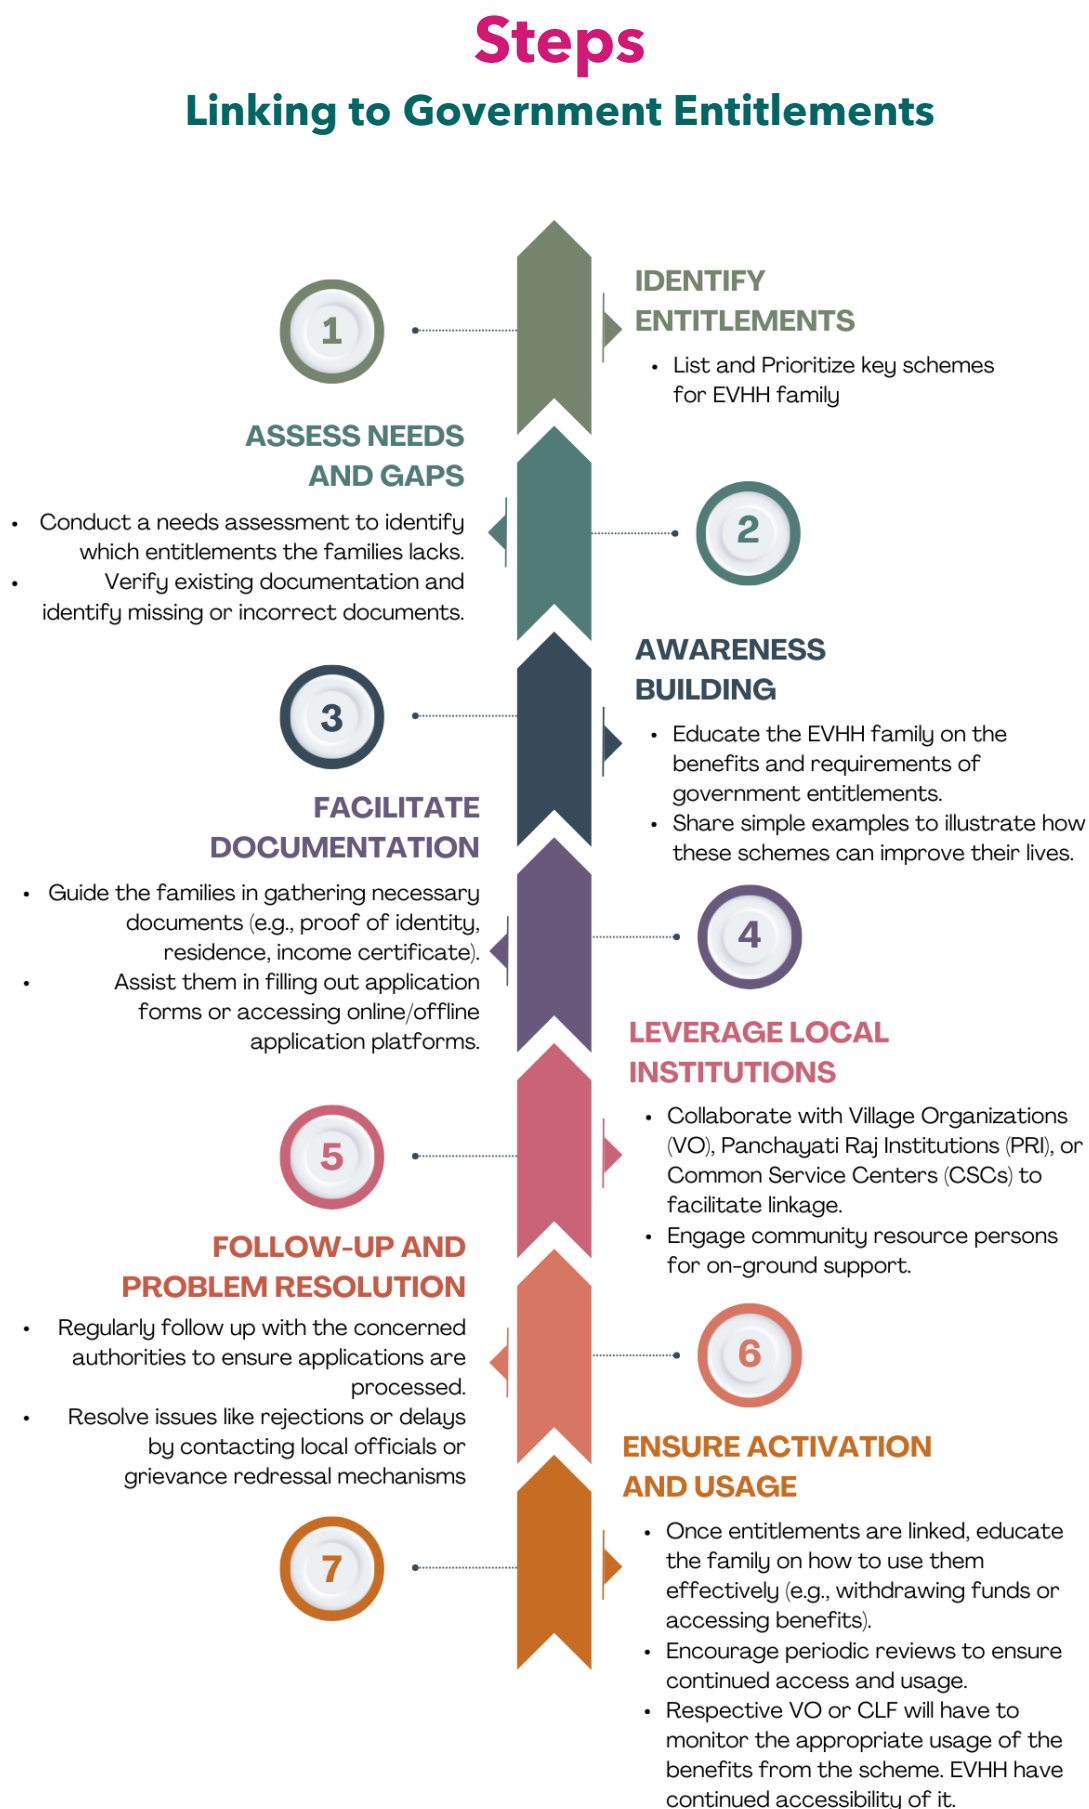 Steps
Linking to Government Entitlements
1
IDENTIFY
ENTITLEMENTS
• List and Prioritize key schemes
for EVHH family
ASSESS NEEDS
AND GAPS
• Conduct a needs assessment to identify
which entitlements the families lacks.
• Verify existing documentation and
identify missing or incorrect documents.
2
3
AWARENESS
BUILDING
• Educate the EVHH family on the
benefits and requirements of
government entitlements.
• Share simple examples to illustrate how
these schemes can improve their lives.
FACILITATE
DOCUMENTATION
• Guide the families in gathering necessary
documents (e.g., proof of identity,
residence, income certificate).
• Assist them in filling out application
forms or accessing online/offline
application platforms.
4
5
LEVERAGE LOCAL
INSTITUTIONS
• Collaborate with Village Organizations
(VO), Panchayati Raj Institutions (PRI), or
Common Service Centers (CSCs) to
facilitate linkage.
• Engage community resource persons
for on-ground support.
FOLLOW-UP AND
PROBLEM RESOLUTION
• Regularly follow up with the concerned
authorities to ensure applications are
processed.
• Resolve issues like rejections or delays
by contacting local officials or
grievance redressal mechanisms
6
7
ENSURE ACTIVATION
AND USAGE
• Once entitlements are linked, educate
the family on how to use them
effectively (e.g., withdrawing funds or
accessing benefits).
• Encourage periodic reviews to ensure
continued access and usage.
• Respective VO or CLF will have to
monitor the appropriate usage of the
benefits from the scheme. EVHH have
continued accessibility of it.